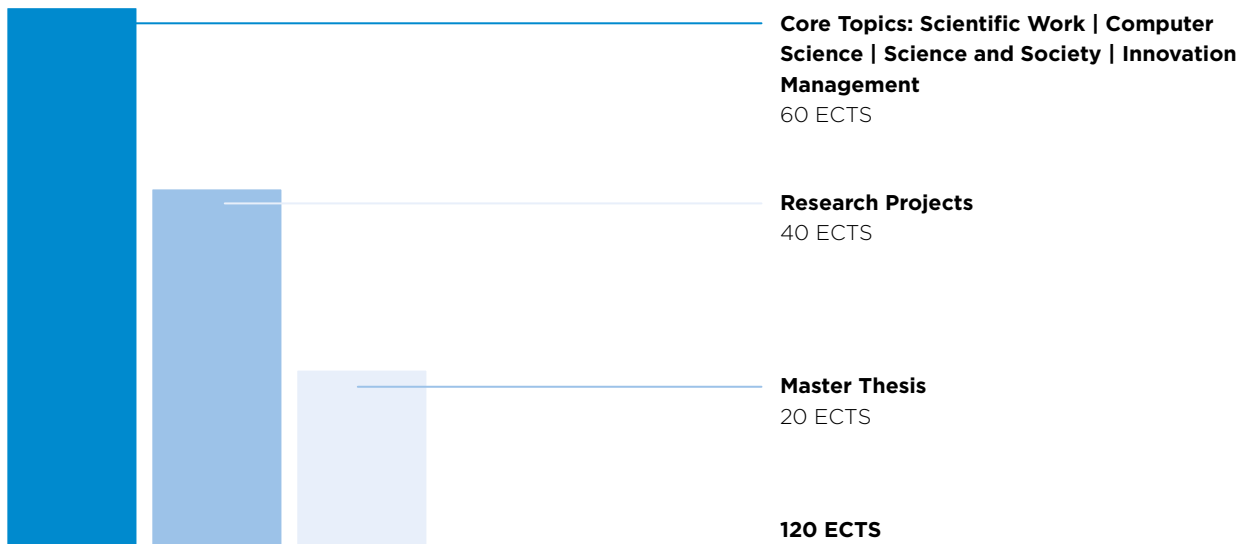 Core Topics: Scientific Work | Computer
Science | Science and Society | Innovation
Management
60 ECTS
Research Projects
40 ECTS
Master Thesis
20 ECTS
120 ECTS